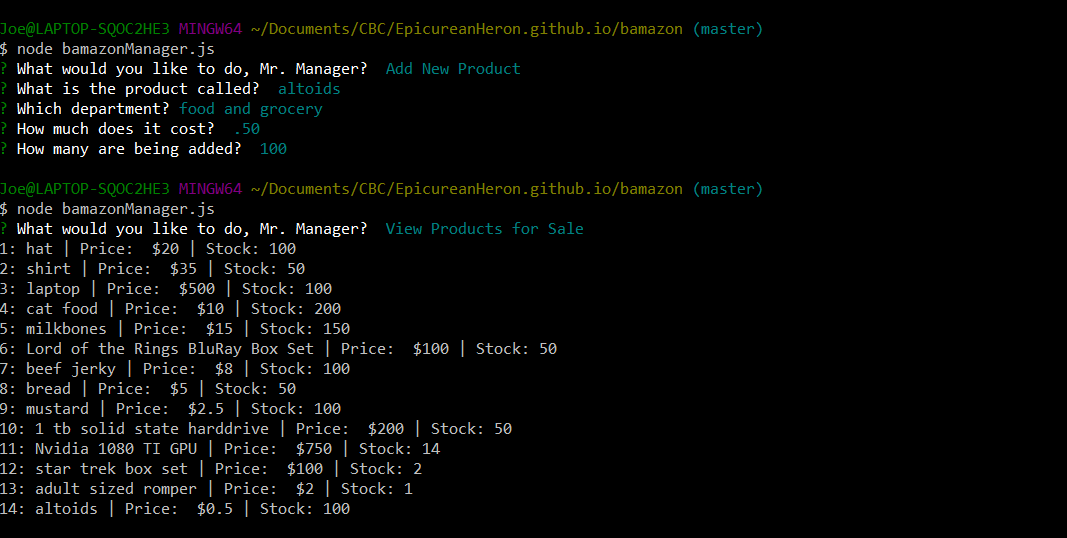 Joe@LAPTOP-SQOC2HE3 MINGW64 ~/Documents/CBC/EpicureanHeron.github.io/bamazon (master)
$ node bamazonManager.js
? What would you like to do, Mr. Manager?  Add New Product
? What is the product called?  altoids
? Which department? food and grocery
? How much does it cost?  .50
? How many are being added?  100
Joe@LAPTOP-SQOC2HE3 MINGW64 ~/Documents/CBC/EpicureanHeron.github.io/bamazon (master)
$ node bamazonManager.js
? What would you like to do, Mr. Manager?  View Products for Sale
1: hat | Price:  $20 | Stock: 100
2: shirt | Price:  $35 | Stock: 50
3: laptop | Price:  $500 | Stock: 100
4: cat food | Price:  $10 | Stock: 200
5: milkbones | Price:  $15 | Stock: 150
6: Lord of the Rings BluRay Box Set | Price:  $100 | Stock: 50
7: beef jerky | Price:  $8 | Stock: 100
8: bread | Price:  $5 | Stock: 50
9: mustard | Price:  $2.5 | Stock: 100
10: 1 tb solid state harddrive | Price:  $200 | Stock: 50
11: Nvidia 1080 TI GPU | Price:  $750 | Stock: 14
12: star trek box set | Price:  $100 | Stock: 2
13: adult sized romper | Price:  $2 | Stock: 1
14: altoids | Price:  $0.5 | Stock: 100